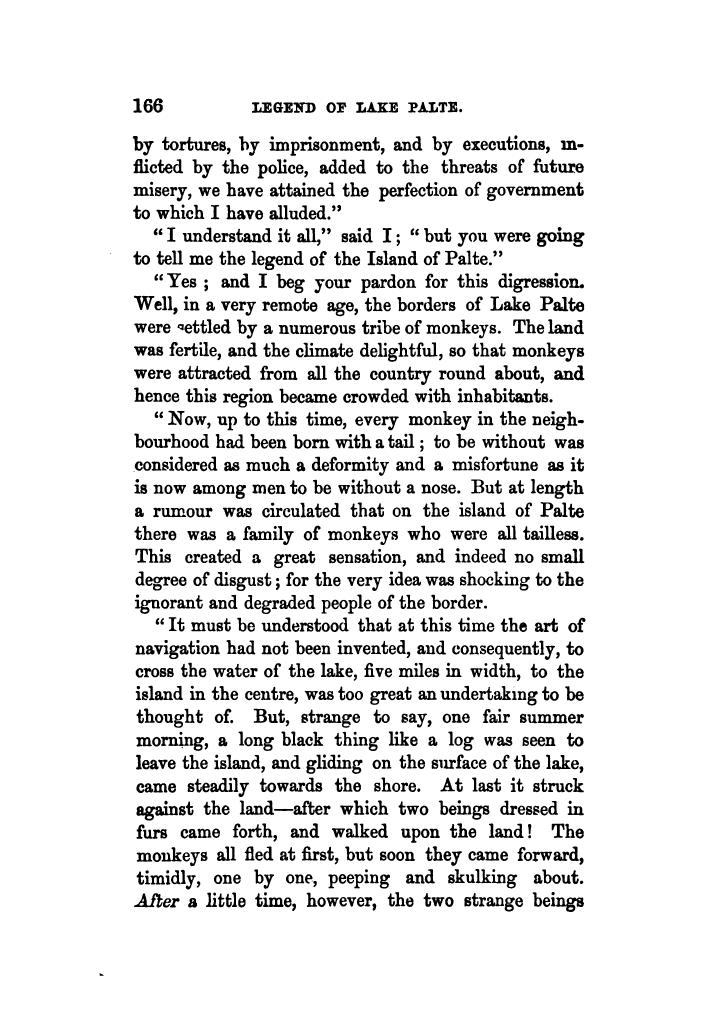 166 LEGEND OF LAKE PALTE.
by tortures, by imprisonment, and by executions, in-
flicted by the police, added to the threats of future
misery, we have attained the perfection of government
to which I have alluded.”
“I understand it all,” said I; “but you were going
to tell me the legend of the Island of Palte.”
“Yes; and I beg your pardon for this digression.
Well, in a very remote age, the borders of Lake Palte
were settled by a numerous tribe of monkeys. The land
was fertile, and the climate delightful, so that monkeys
were attracted from all the country round about, and
hence this region became crowded with inhabitants.
“Now, up to this time, every monkey in the neigh-
bourhood had been born with a tail; to be without was
considered as much a deformity and a misfortune as it
is now among men to be without a nose. But at length
a rumour was circulated that on the island of Palte
there was a family of monkeys who were all tailless.
This created a great sensation, and indeed no small
degree of disgust; for the very idea was shocking to the
ignorant and degraded people of the border.
“It must be understood that at this time the art of
navigation had not been invented, and consequently, to
cross the water of the lake, five miles in width, to the
island in the centre, was too great an undertaking to be
thought of. But, strange to say, one fair summer
morning, a long black thing like a log was seen to
leave the island, and gliding on the surface of the lake,
came steadily towards the shore. At last it struck
against the land—after which two beings dressed in
furs came forth, and walked upon the land! The
monkeys all fled at first, but soon they came forward,
timidly, one by one, peeping and skulking about.
After a little time, however, the two strange beings